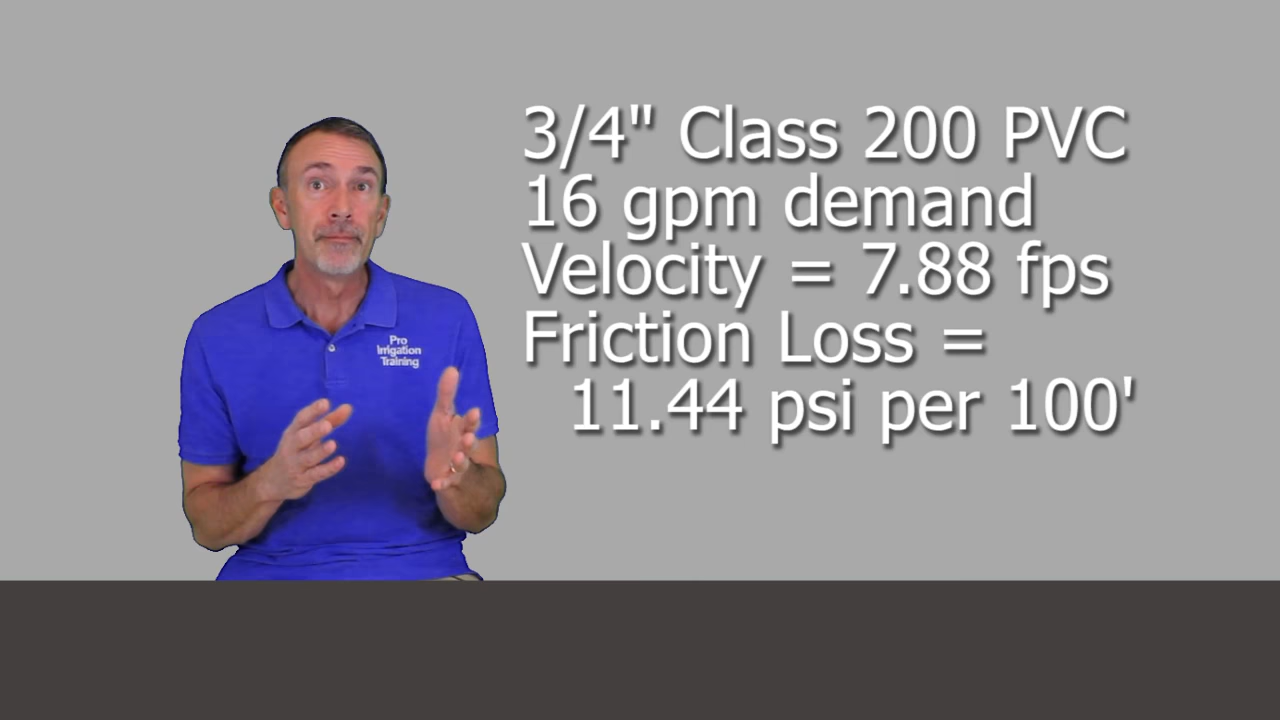 3/4" Class 200 PVC
16 gpm demand
Velocity = 7.88 fps
Friction Loss =
11.44 psi per 100'
Pro
Irrigation
Training